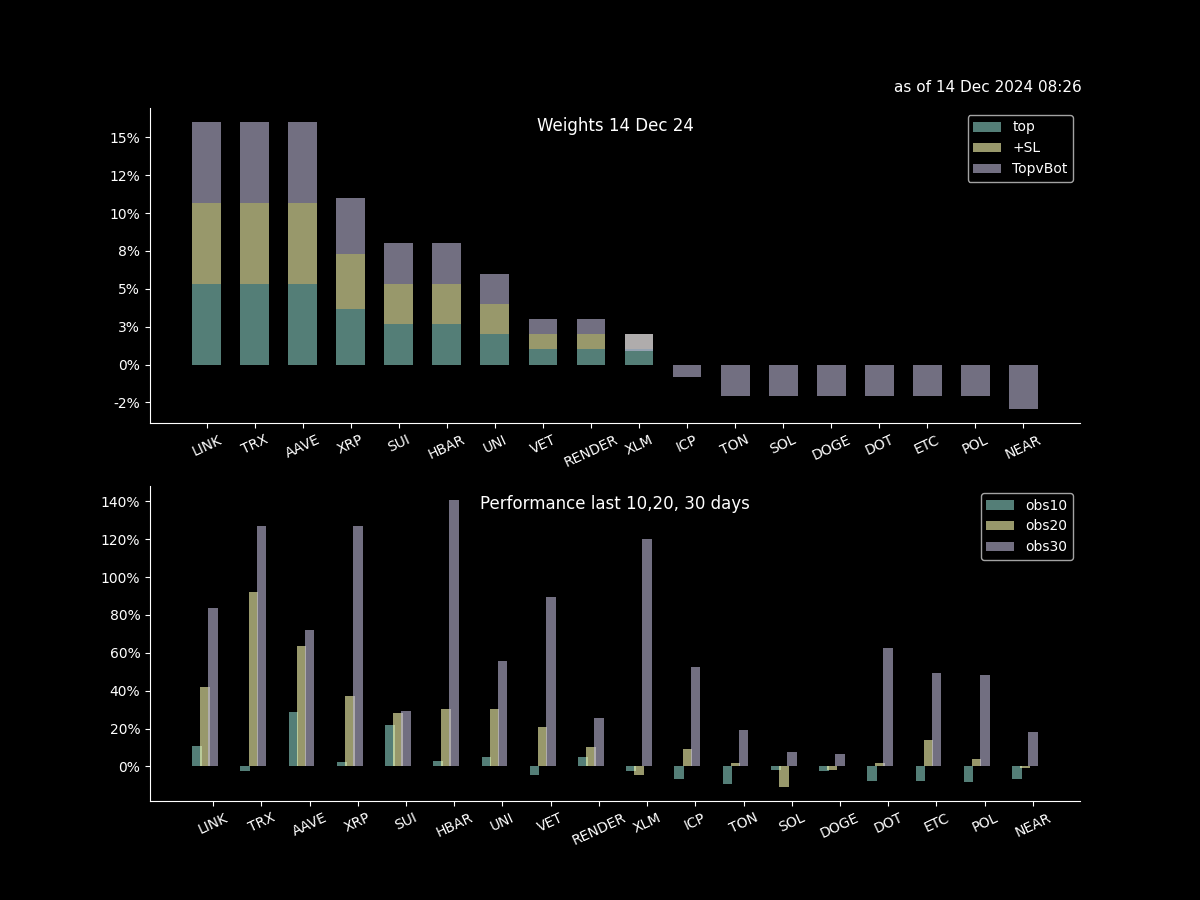 as of 14 Dec 2024 08:26
Weights 14 Dec 24
top
+SL
TopvBot
15%
12%
10%
8%
5%
3%
0%
-2%
LINK TRX AAVE XRP SUI HBAR UNI VET RENDER XLM ICP TON SOL DOGE DOT ETC POL NEAR
Performance last 10,20, 30 days
obs10
obs20
obs30
140%
120%
100%
80%
60%
40%
20%
0%
LINK TRX AAVE XRP SUI HBAR UNI VET RENDER XLM ICP TON SOL DOGE DOT ETC POL NEAR